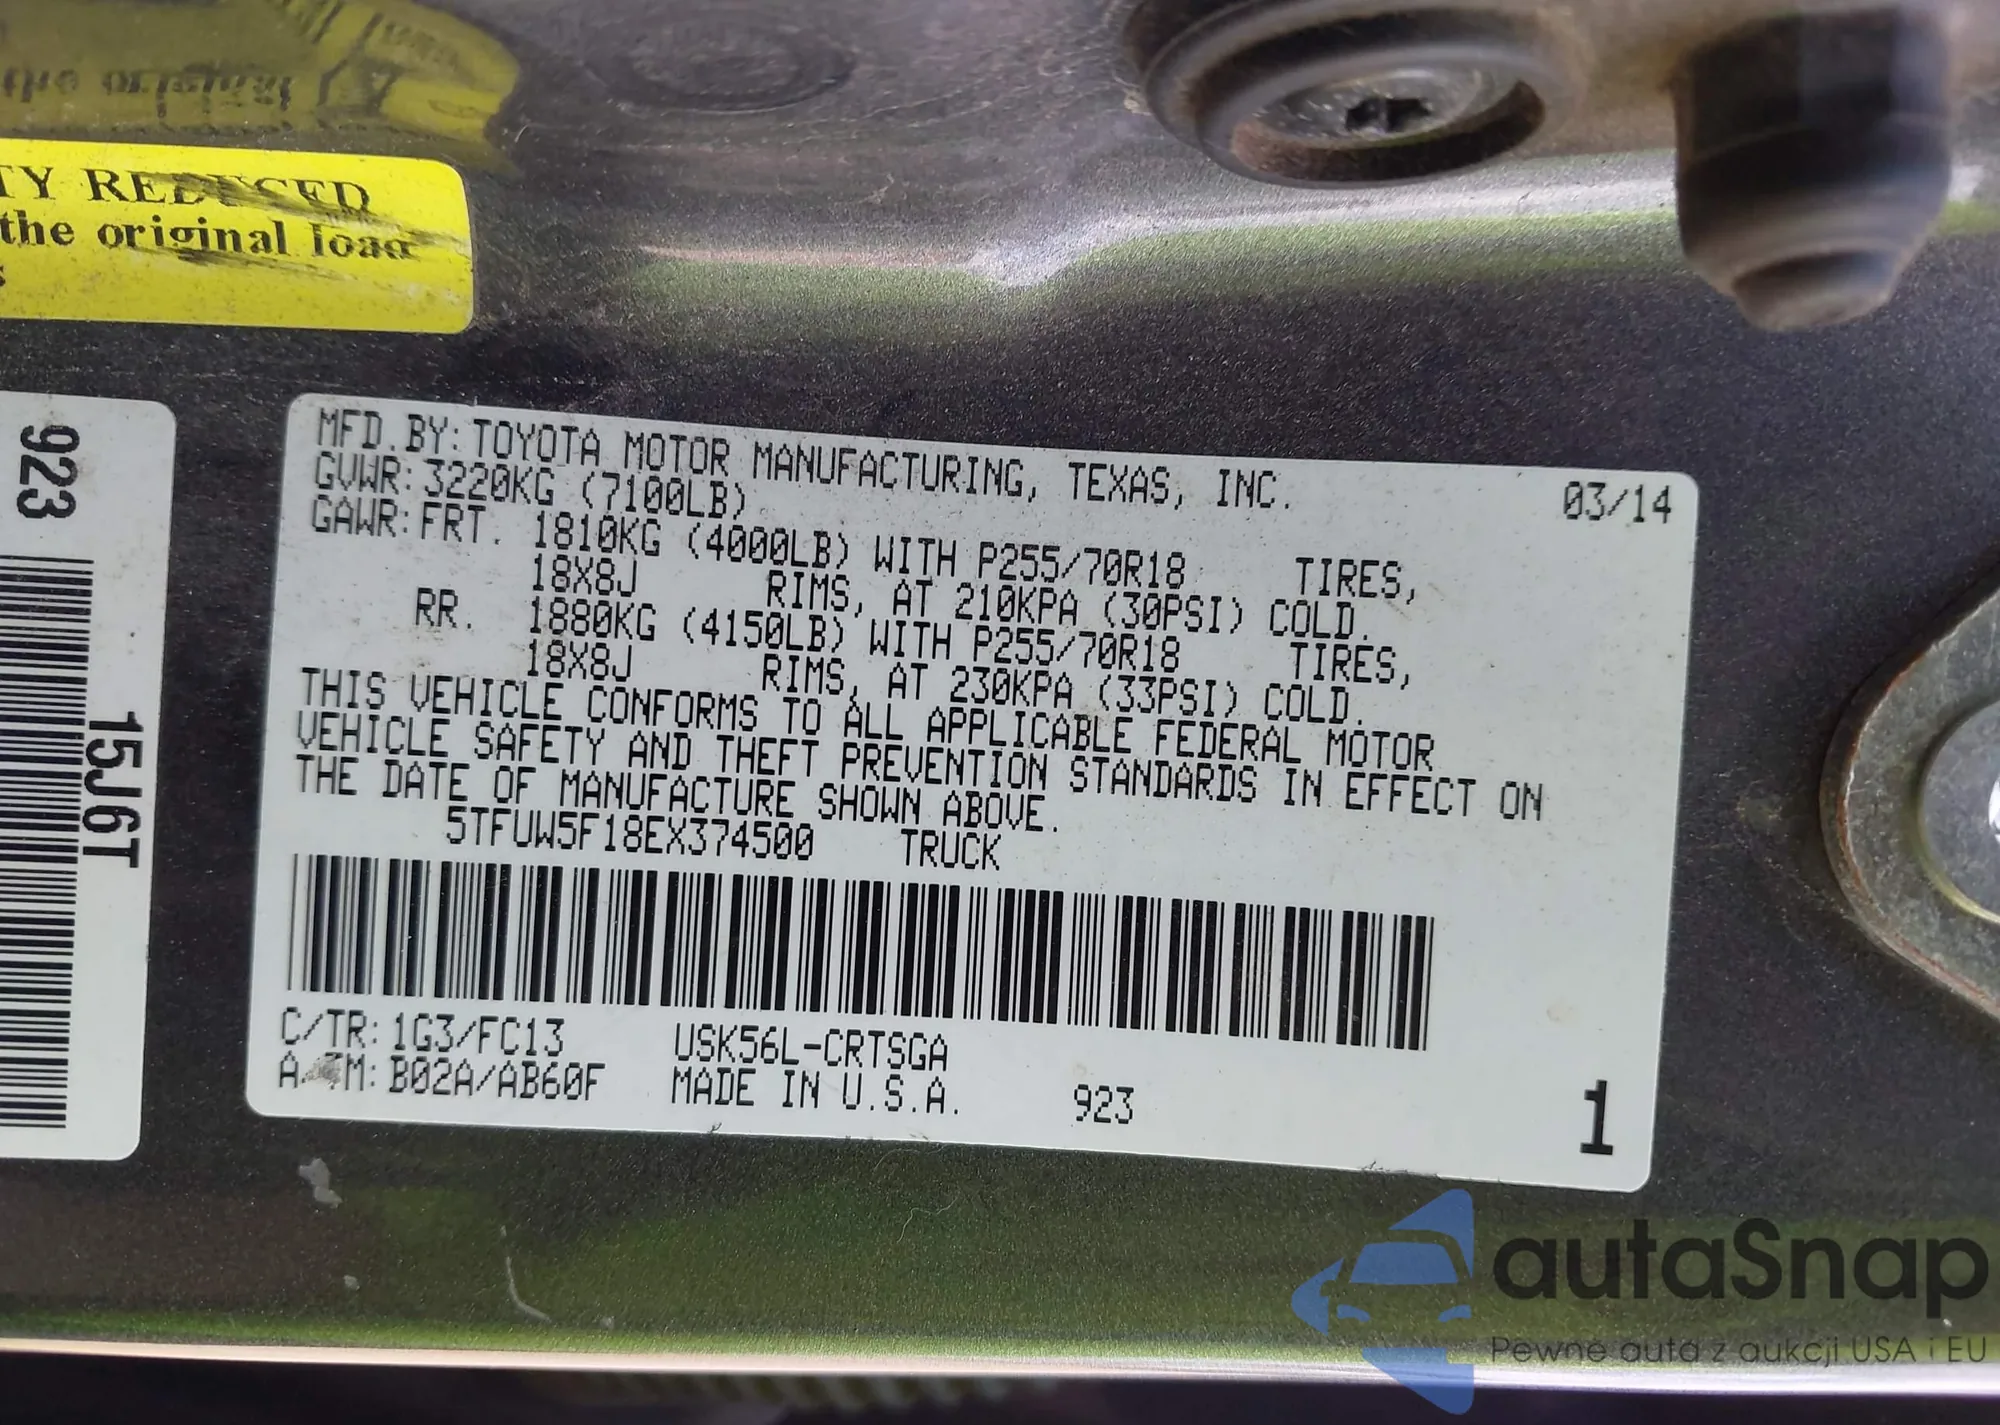 TY REDUCED
the original load
923
15J6T
MFD.BY:TOYOTA MOTOR MANUFACTURING, TEXAS, INC. 03/14
GVWR:3220KG (7100LB)
GAWR:FRT. 1810KG (4000LB) WITH P255/70R18 TIRES,
18X8J RIMS, AT 210KPA (30PSI) COLD.
RR. 1880KG (4150LB) WITH P255/70R18 TIRES,
18X8J RIMS, AT 230KPA (33PSI) COLD.
THIS VEHICLE CONFORMS TO ALL APPLICABLE FEDERAL MOTOR
VEHICLE SAFETY AND THEFT PREVENTION STANDARDS IN EFFECT ON
THE DATE OF MANUFACTURE SHOWN ABOVE.
5TFUW5F18EX374500 TRUCK
C/TR:1G3/FC13 USK56L-CRTSGA
A/TM:B02A/AB60F MADE IN U.S.A. 923
1
autaSnap
Pewne auta z aukcji USA i EU